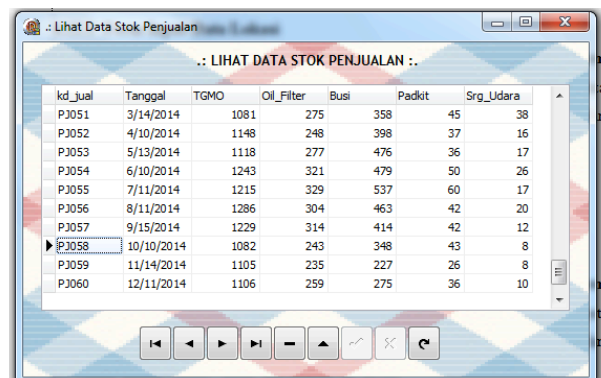 .: Lihat Data Stok Penjualan
.: LIHAT DATA STOK PENJUALAN :.
kd_jual Tanggal TGMO Oil_Filter Busi Padkit Srg_Udara
PJ051 3/14/2014 1081 275 358 45 38
PJ052 4/10/2014 1148 248 398 37 16
PJ053 5/13/2014 1118 277 476 36 17
PJ054 6/10/2014 1243 321 479 50 26
PJ055 7/11/2014 1215 329 537 60 17
PJ056 8/11/2014 1286 304 463 42 20
PJ057 9/15/2014 1229 314 414 42 12
PJ058 10/10/2014 1082 243 348 43 8
PJ059 11/14/2014 1105 235 227 26 8
PJ060 12/11/2014 1106 259 275 36 10